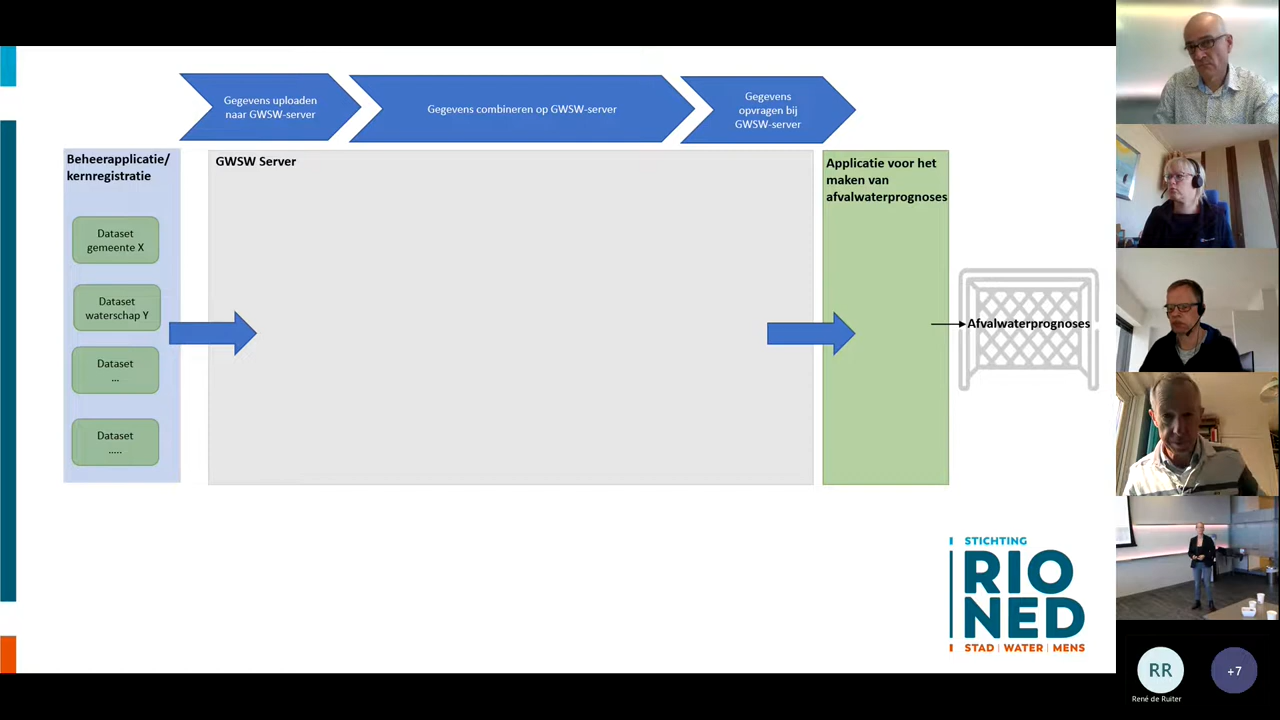 Gegevens uploaden
naar GWSW-server
Gegevens combineren op GWSW-server
Gegevens
opvragen bij
GWSW-server
Beheerapplicatie/
kernregistratie
GWSW Server
Applicatie voor het
maken van
afvalwaterprognoses
Dataset
gemeente X
Dataset
waterschap Y
Dataset
...
Dataset
.....
Afvalwaterprognoses
STICHTING
RIO
NED
STAD | WATER | MENS
RR
René de Ruiter
+7